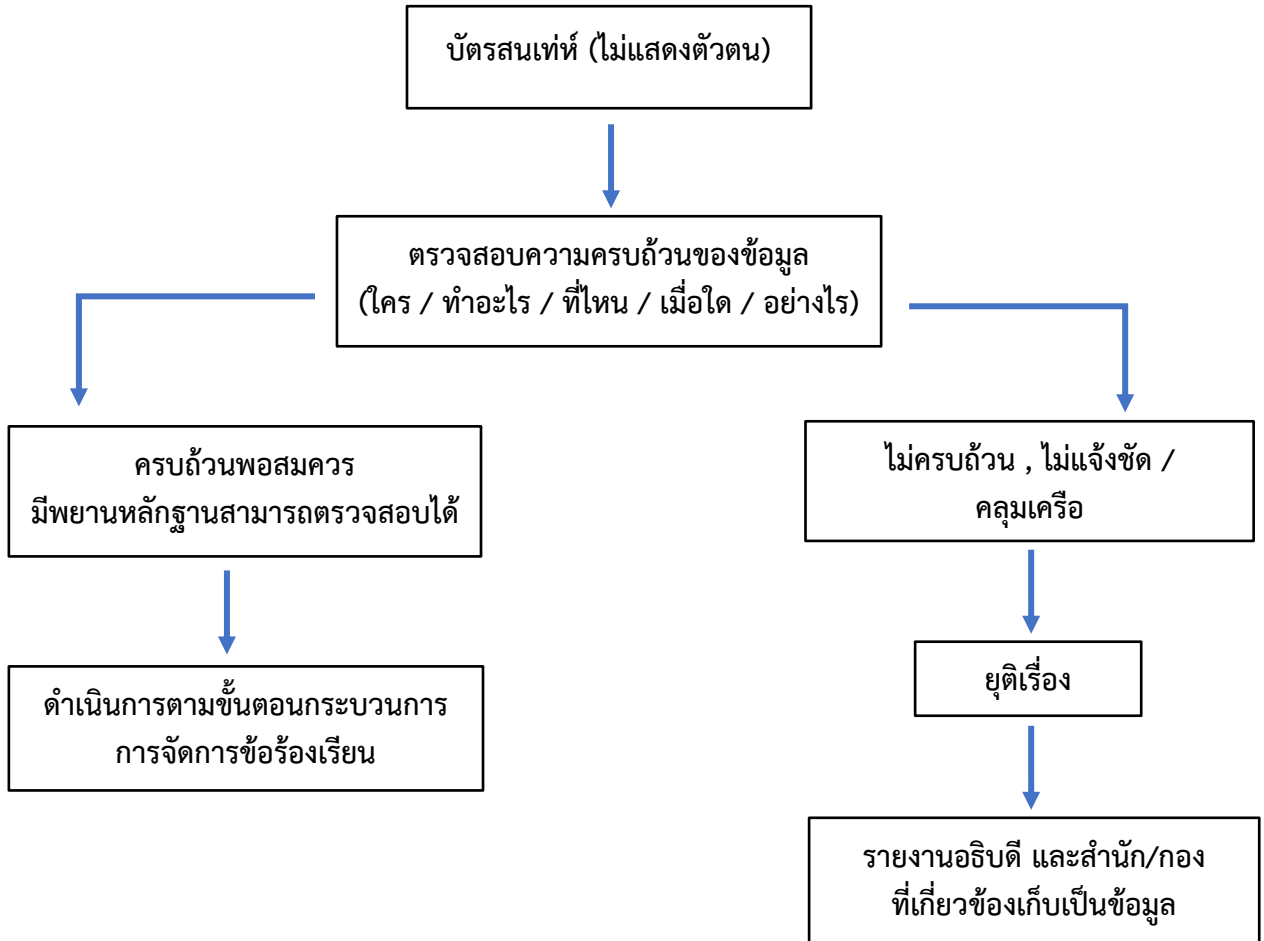 บัตรสนเท่ห์ (ไม่แสดงตัวตน)
ตรวจสอบความครบถ้วนของข้อมูล
(ใคร / ทำอะไร / ที่ไหน / เมื่อใด / อย่างไร)
ครบถ้วนพอสมควร
มีพยานหลักฐานสามารถตรวจสอบได้
ไม่ครบถ้วน , ไม่แจ้งชัด /
คลุมเครือ
ดำเนินการตามขั้นตอนกระบวนการ
การจัดการข้อร้องเรียน
ยุติเรื่อง
รายงานอธิบดี และสำนัก/กอง
ที่เกี่ยวข้องเก็บเป็นข้อมูล